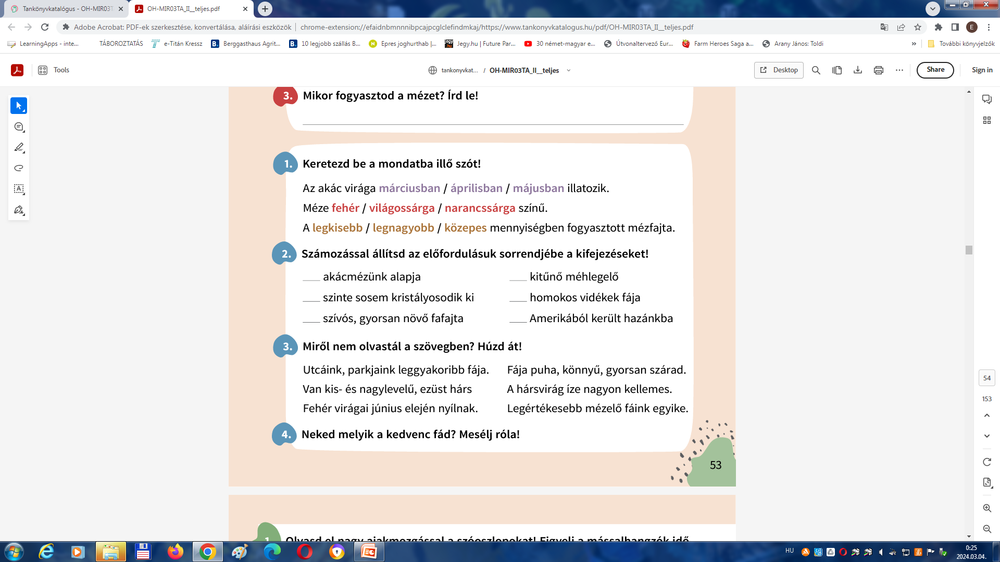 Tankönyvkatalógus - OH-MIR03T
OH-MIR03TA_II__teljes.pdf
Adobe Acrobat: PDF-ek szerkesztése, konvertálása, aláírási eszközök
chrome-extension://efaidnbmnnnibpcajpcglclefindmkaj/https://www.tankonyvkatalogus.hu/pdf/OH-MIR03TA_II__teljes.pdf
E
LearningApps - inte...
TÁBOROZTATÁS
e-Titán Kressz
Berggasthaus Agrit...
10 legjobb szállás B...
Epres joghurthab |...
Jegy.hu | Future Par...
30 német-magyar e...
Útvonaltervező Eur...
Farm Heroes Saga a...
Arany János: Toldi
»
További könyvjelzők
Tools
tankonyvkat... / OH-MIR03TA_II__teljes
Desktop
Share
Sign in
3. Mikor fogyasztod a mézet? Írd le!
1. Keretezd be a mondatba illő szót!
Az akác virága márciusban / áprilisban / májusban illatozik.
Méze fehér / világossárga / narancssárga színű.
A legkisebb / legnagyobb / közepes mennyiségben fogyasztott mézfajta.
2. Számozással állítsd az előfordulásuk sorrendjébe a kifejezéseket!
___ akácmézünk alapja
___ kitűnő méhlegelő
___ szinte sosem kristályosodik ki
___ homokos vidékek fája
___ szívós, gyorsan növő fafajta
___ Amerikából került hazánkba
3. Miről nem olvastál a szövegben? Húzd át!
Utcáink, parkjaink leggyakoribb fája.
Fája puha, könnyű, gyorsan szárad.
Van kis- és nagylevelű, ezüst hárs
A hársvirág íze nagyon kellemes.
Fehér virágai június elején nyílnak.
Legértékesebb mézelő fáink egyike.
4. Neked melyik a kedvenc fád? Mesélj róla!
53
54
153
1. Olvasd el nagy ajakmozgással a szóoszlopokat! Figyelj a mássalhangzók idő
HU
0:25
2024.03.04.